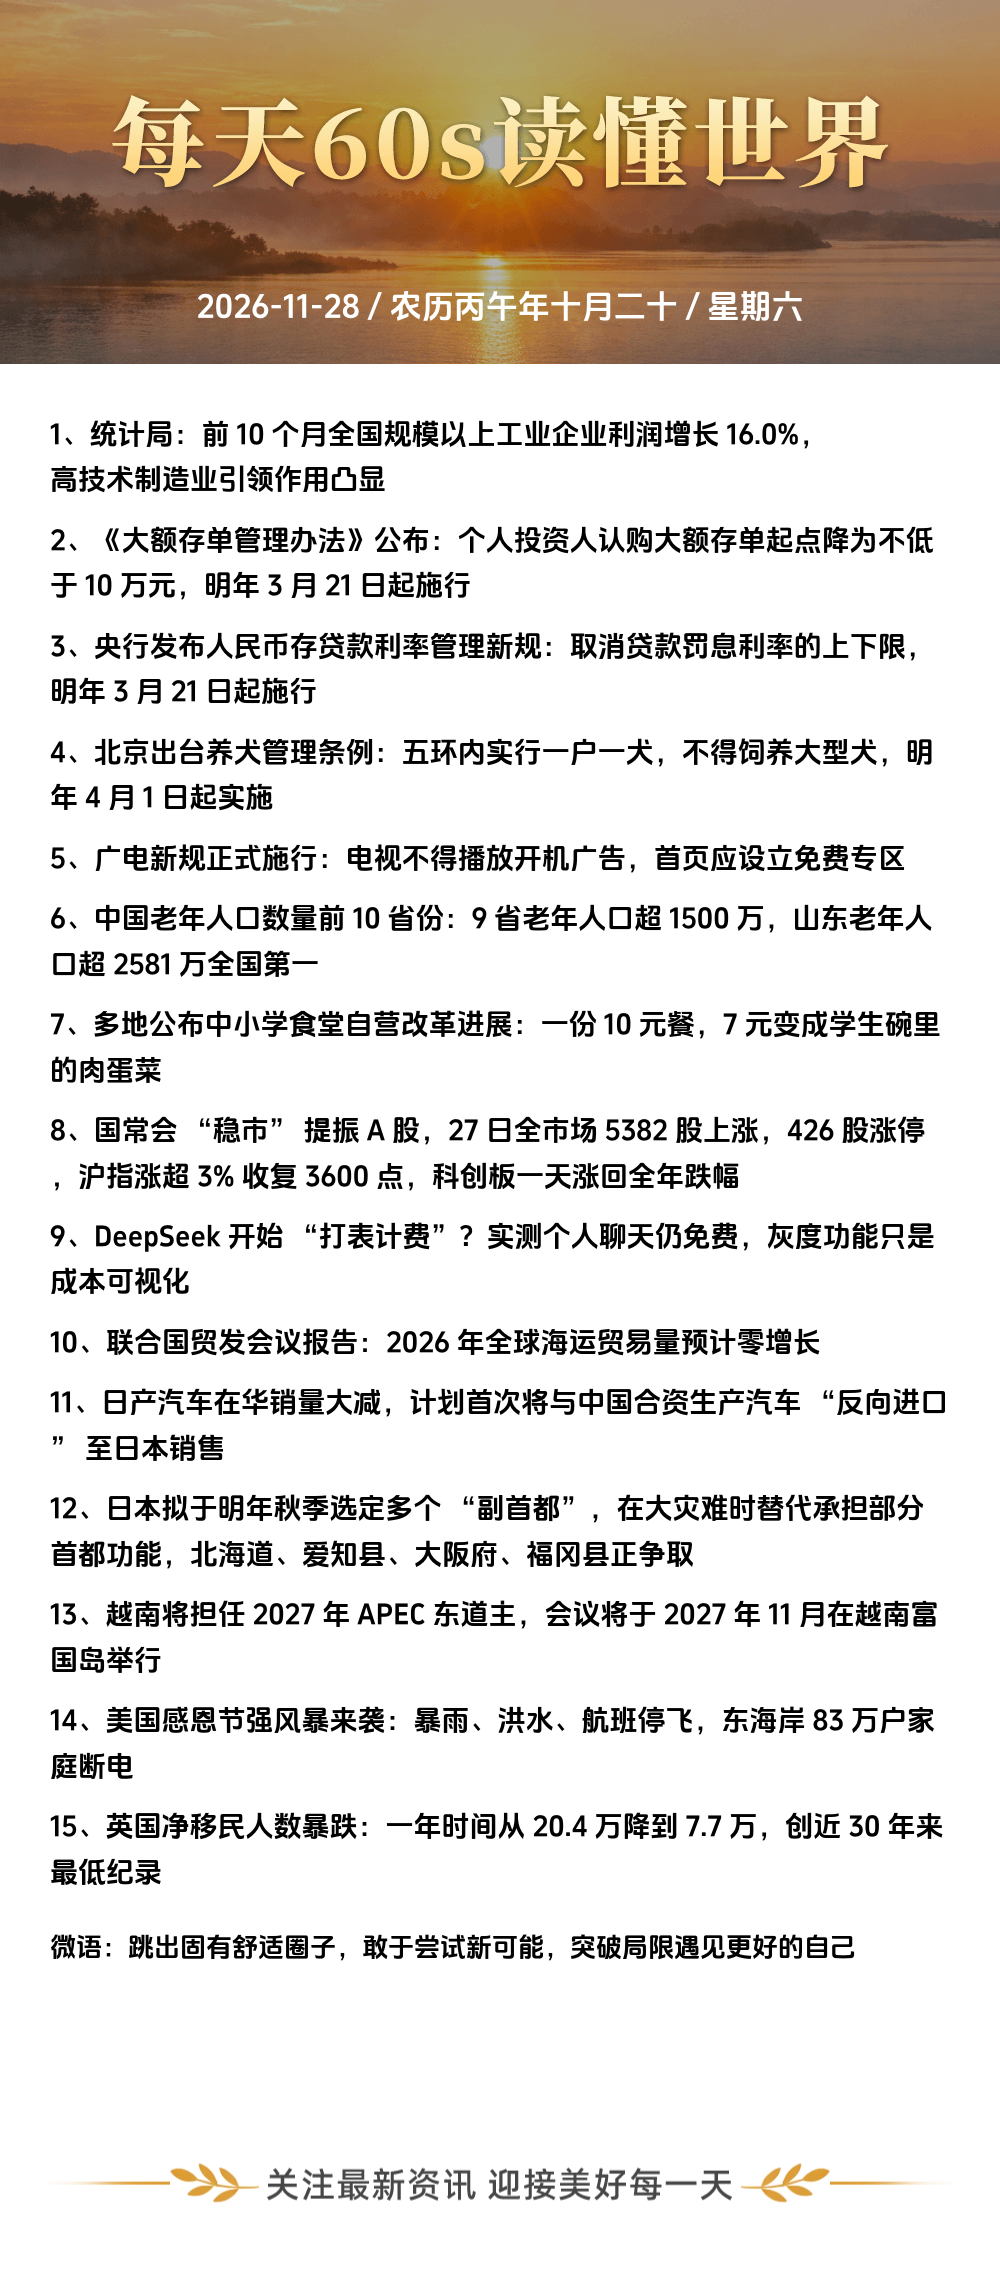 每天60s读懂世界
2026-11-28 / 农历丙午年十月二十 / 星期六
1、统计局：前 10 个月全国规模以上工业企业利润增长 16.0%，
高技术制造业引领作用凸显
2、《大额存单管理办法》公布：个人投资人认购大额存单起点降为不低
于 10 万元，明年 3 月 21 日起施行
3、央行发布人民币存贷款利率管理新规：取消贷款罚息利率的上下限，
明年 3 月 21 日起施行
4、北京出台养犬管理条例：五环内实行一户一犬，不得饲养大型犬，明
年 4 月 1 日起实施
5、广电新规正式施行：电视不得播放开机广告，首页应设立免费专区
6、中国老年人口数量前 10 省份：9 省老年人口超 1500 万，山东老年人
口超 2581 万全国第一
7、多地公布中小学食堂自营改革进展：一份 10 元餐，7 元变成学生碗里
的肉蛋菜
8、国常会 “稳市” 提振 A 股，27 日全市场 5382 股上涨，426 股涨停
，沪指涨超 3% 收复 3600 点，科创板一天涨回全年跌幅
9、DeepSeek 开始 “打表计费”？实测个人聊天仍免费，灰度功能只是
成本可视化
10、联合国贸发会议报告：2026 年全球海运贸易量预计零增长
11、日产汽车在华销量大减，计划首次将与中国合资生产汽车 “反向进口
” 至日本销售
12、日本拟于明年秋季选定多个 “副首都”，在大灾难时替代承担部分
首都功能，北海道、爱知县、大阪府、福冈县正争取
13、越南将担任 2027 年 APEC 东道主，会议将于 2027 年 11 月在越南富
国岛举行
14、美国感恩节强风暴来袭：暴雨、洪水、航班停飞，东海岸 83 万户家
庭断电
15、英国净移民人数暴跌：一年时间从 20.4 万降到 7.7 万，创近 30 年来
最低纪录
微语：跳出固有舒适圈子，敢于尝试新可能，突破局限遇见更好的自己
关注最新资讯 迎接美好每一天